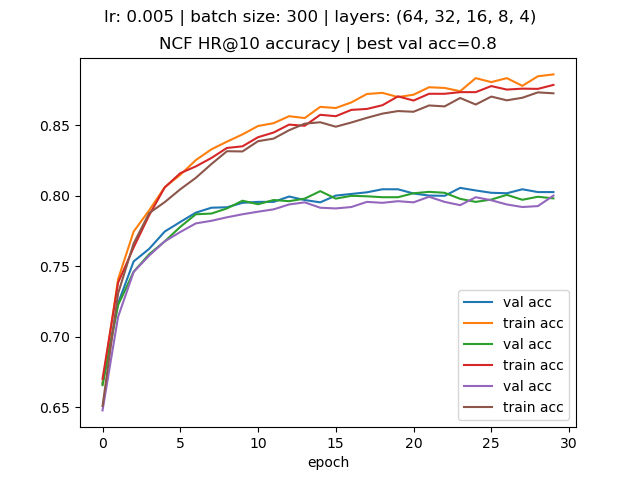 lr: 0.005 | batch size: 300 | layers: (64, 32, 16, 8, 4)
NCF HR@10 accuracy | best val acc=0.8
0.85
0.80
0.75
0.70
0.65
val acc
train acc
val acc
train acc
val acc
train acc
0 5 10 15 20 25 30
epoch